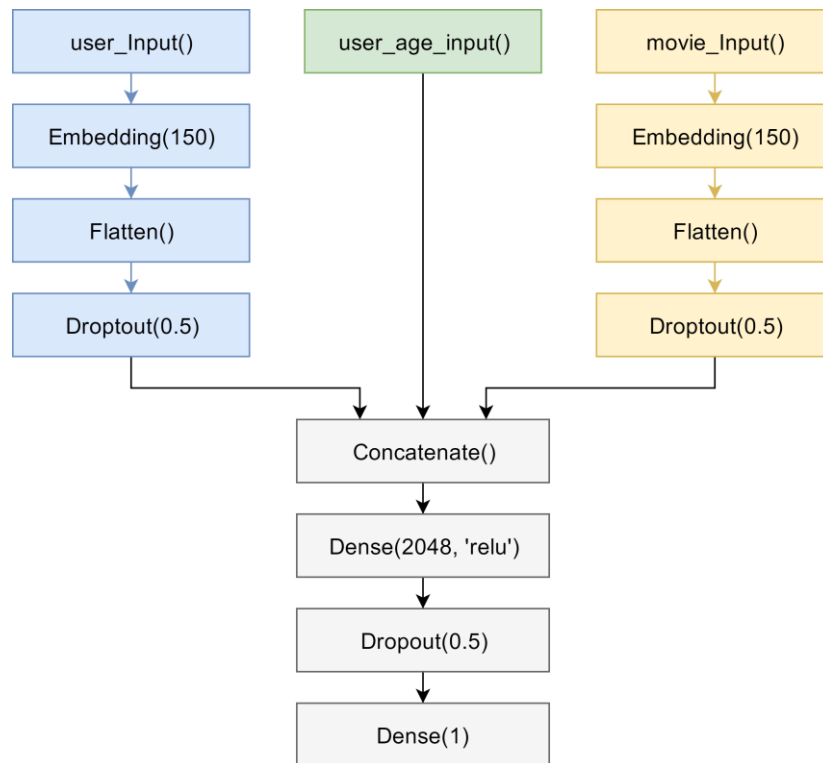 user_Input()
user_age_input()
movie_Input()
Embedding(150)
Embedding(150)
Flatten()
Flatten()
Droptout(0.5)
Droptout(0.5)
Concatenate()
Dense(2048, 'relu')
Dropout(0.5)
Dense(1)